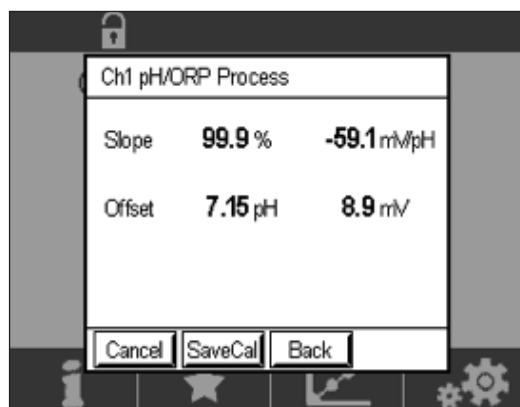 Ch1 pH/ORP Process
Slope 99.9 % -59.1 mV/pH
Offset 7.15 pH 8.9 mV
Cancel SaveCal Back